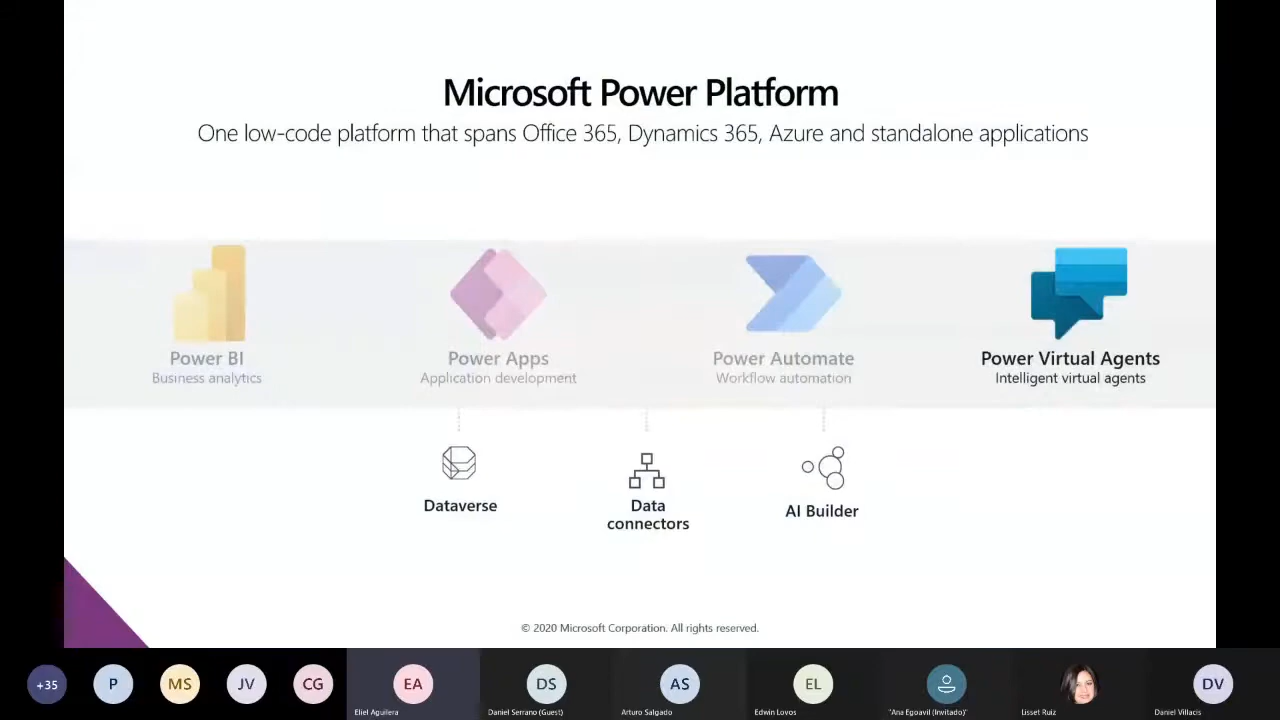 Microsoft Power Platform
One low-code platform that spans Office 365, Dynamics 365, Azure and standalone applications
Power BI
Business analytics
Power Apps
Application development
Power Automate
Workflow automation
Power Virtual Agents
Intelligent virtual agents
Dataverse
Data
connectors
AI Builder
© 2020 Microsoft Corporation. All rights reserved.
+35
P
MS
JV
CG
EA
Eliel Aguilera
DS
Daniel Serrano (Guest)
AS
Arturo Salgado
EL
Edwin Lovos
"Ana Egoavil (Invitado)"
Lisset Ruiz
DV
Daniel Villacis